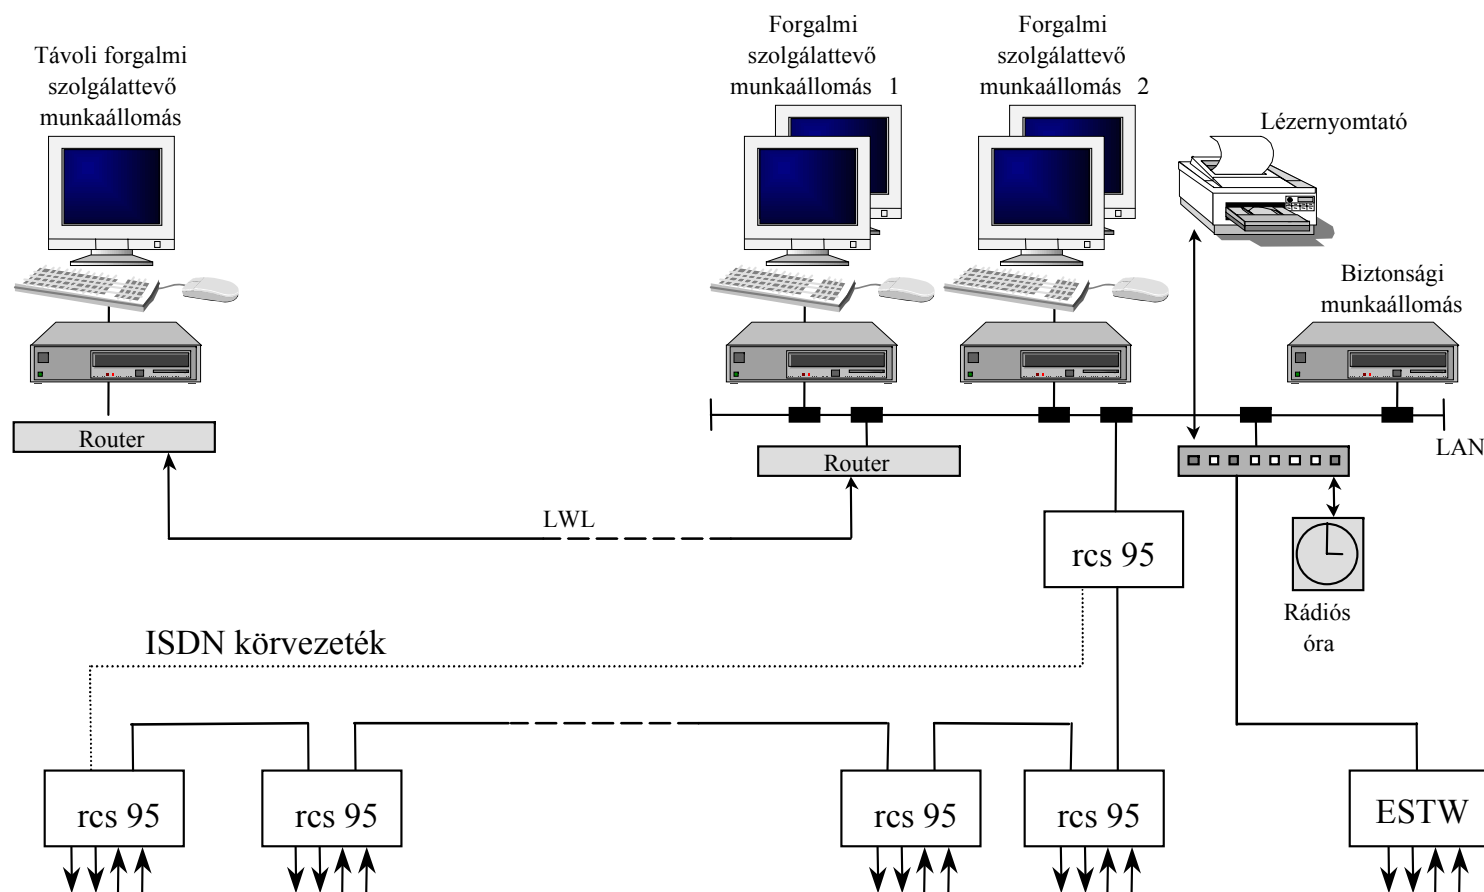 Távoli forgalmi
szolgálattevő
munkaállomás
Forgalmi
szolgálattevő
munkaállomás 1
Forgalmi
szolgálattevő
munkaállomás 2
Lézernyomtató
Biztonsági
munkaállomás
Router
Router
LAN
LWL
rcs 95
Rádiós
óra
ISDN körvezeték
rcs 95
rcs 95
rcs 95
rcs 95
ESTW